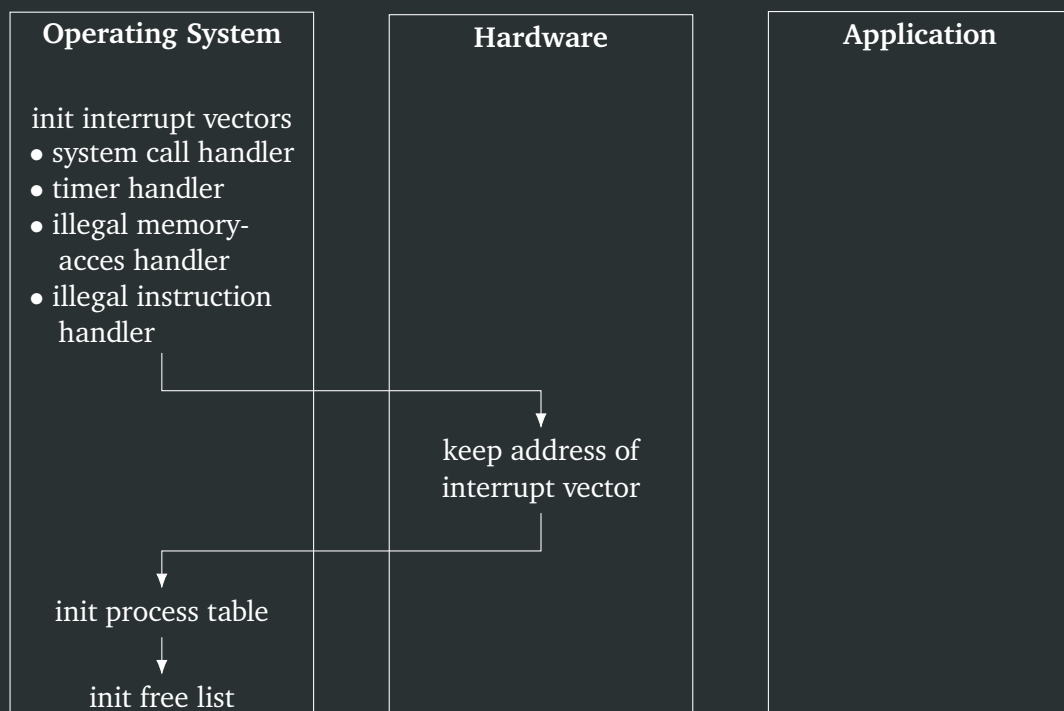 Operating System
Hardware
Application
init interrupt vectors
• system call handler
• timer handler
• illegal memory-
acces handler
• illegal instruction
handler
keep address of
interrupt vector
init process table
init free list